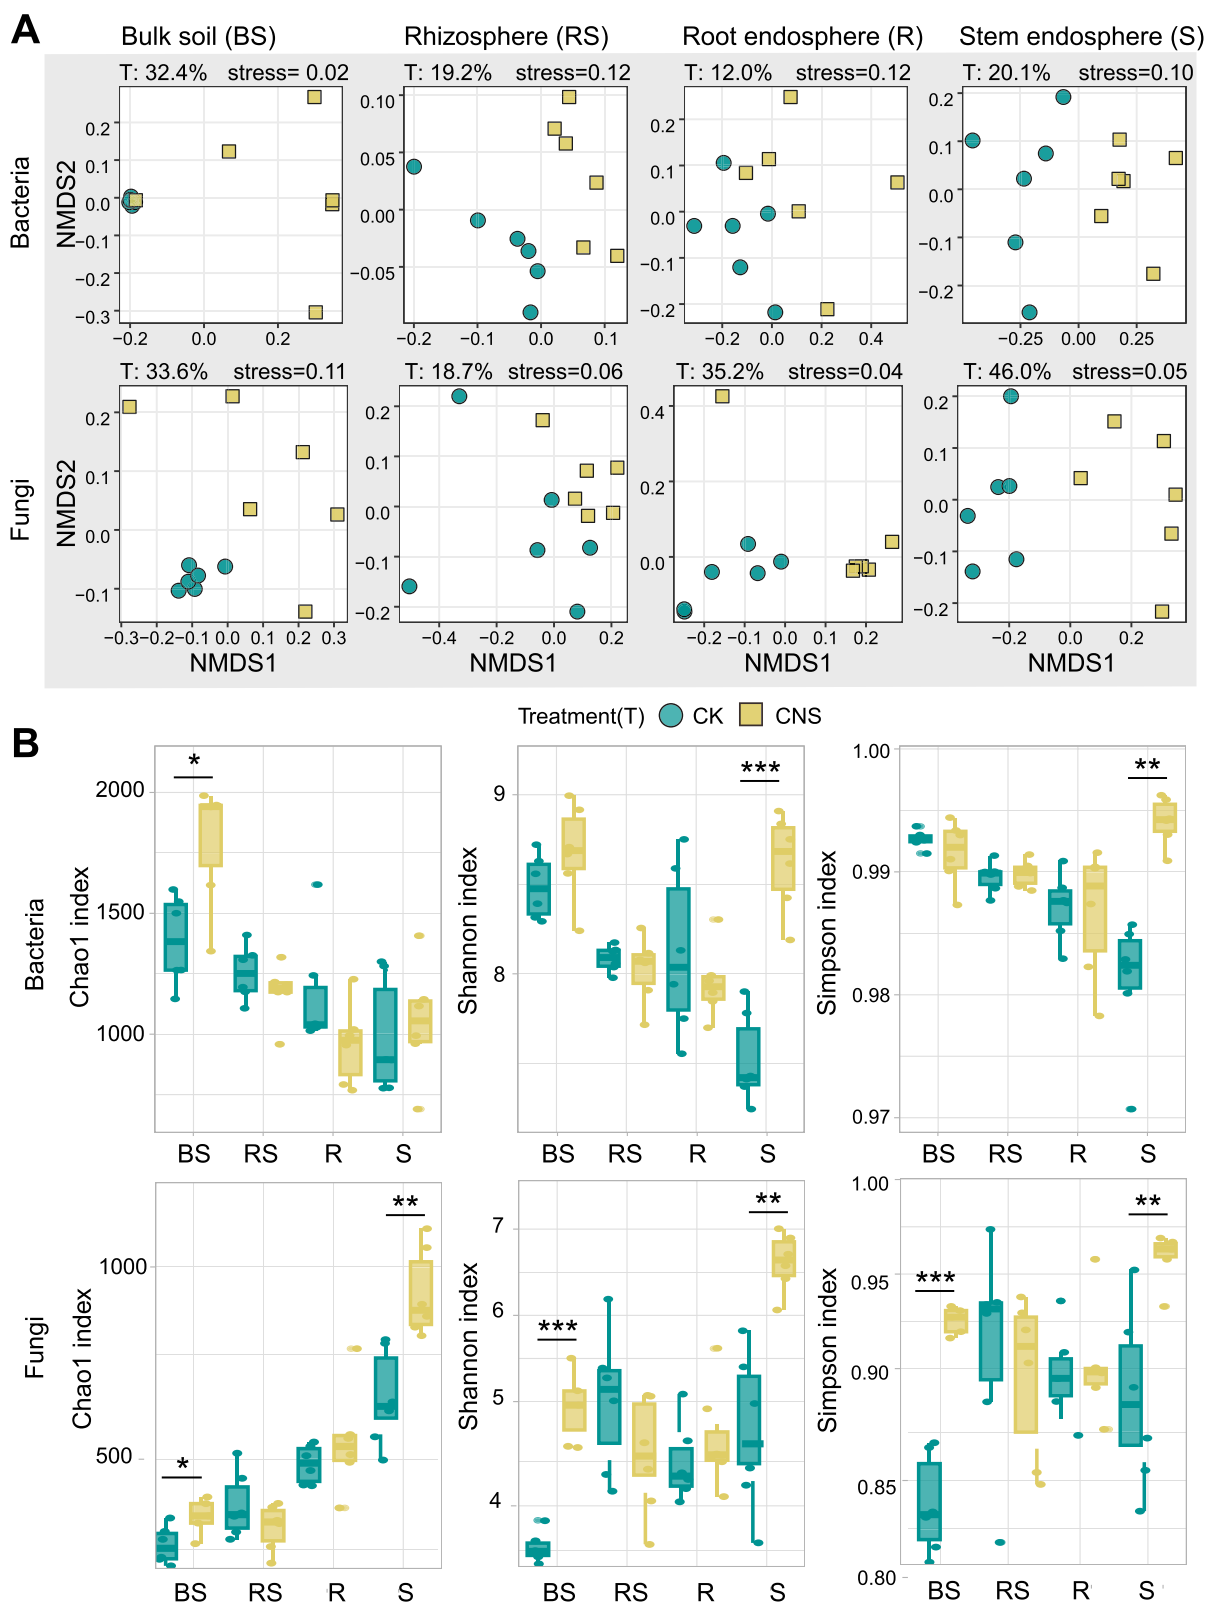 A
Bulk soil (BS)
Rhizosphere (RS)
Root endosphere (R)
Stem endosphere (S)
T: 32.4% stress= 0.02
T: 19.2% stress=0.12
T: 12.0% stress=0.12
T: 20.1% stress=0.10
Bacteria
NMDS2
0.2
0.1
0.0
−0.1
−0.2
−0.3
−0.2 0.0 0.2
0.10
0.05
0.00
−0.05
−0.2 −0.1 0.0 0.1
0.2
0.1
0.0
−0.1
−0.2
−0.2 0.0 0.2 0.4
0.2
0.1
0.0
−0.1
−0.2
−0.25 0.00 0.25
T: 33.6% stress=0.11
T: 18.7% stress=0.06
T: 35.2% stress=0.04
T: 46.0% stress=0.05
Fungi
NMDS2
0.2
0.1
0.0
−0.1
−0.3 −0.2 −0.1 0.0 0.1 0.2 0.3
NMDS1
0.2
0.1
0.0
−0.1
−0.2
−0.4 −0.2 0.0 0.2
NMDS1
0.4
0.2
0.0
−0.2 −0.1 0.0 0.1 0.2
NMDS1
0.2
0.1
0.0
−0.1
−0.2
−0.2 0.0 0.2
NMDS1
Treatment(T) CK CNS
B
Bacteria
Chao1 index
2000
1500
1000
*
BS RS R S
Shannon index
9
8
***
BS RS R S
Simpson index
1.00
0.99
0.98
0.97
**
BS RS R S
Fungi
Chao1 index
1000
500
*
**
BS RS R S
Shannon index
7
6
5
4
***
**
BS RS R S
Simpson index
1.00
0.95
0.90
0.85
0.80
***
**
BS RS R S